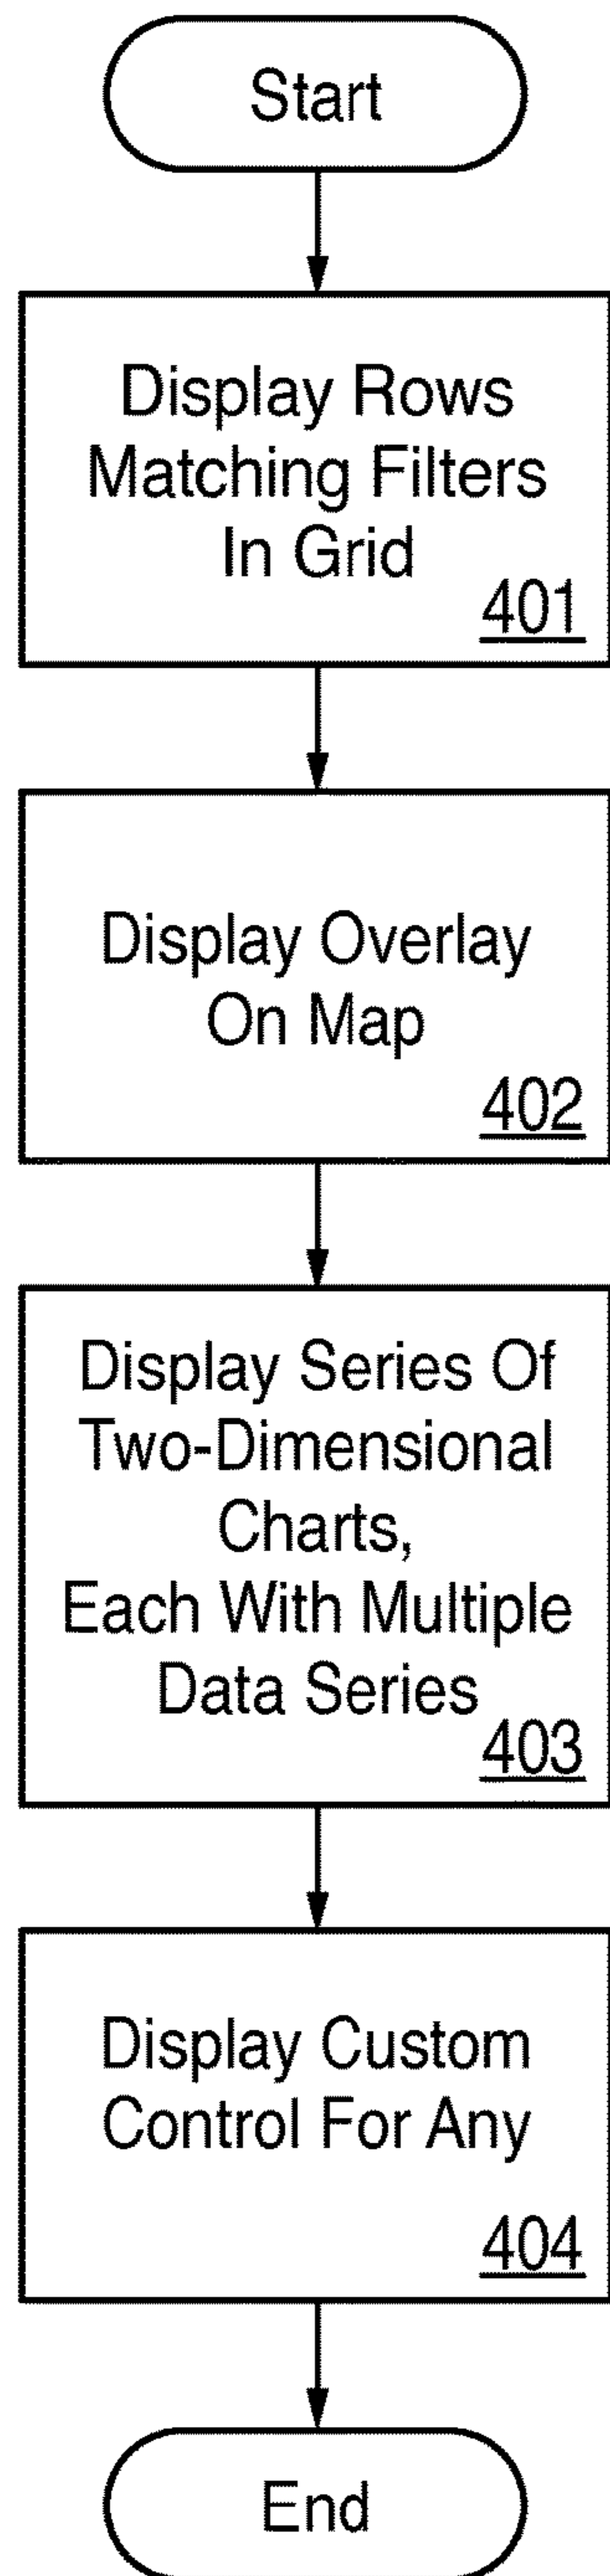 Start
Display Rows
Matching Filters
In Grid
401
Display Overlay
On Map
402
Display Series Of
Two-Dimensional
Charts,
Each With Multiple
Data Series
403
Display Custom
Control For Any
404
End